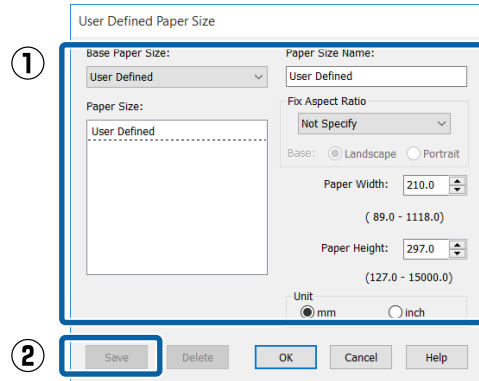 User Defined Paper Size
①
Base Paper Size:
User Defined
Paper Size:
User Defined
Paper Size Name:
User Defined
Fix Aspect Ratio
Not Specify
Base: Landscape Portrait
Paper Width: 210.0
( 89.0 - 1118.0)
Paper Height: 297.0
(127.0 - 15000.0)
Unit
mm inch
②
Save Delete OK Cancel Help